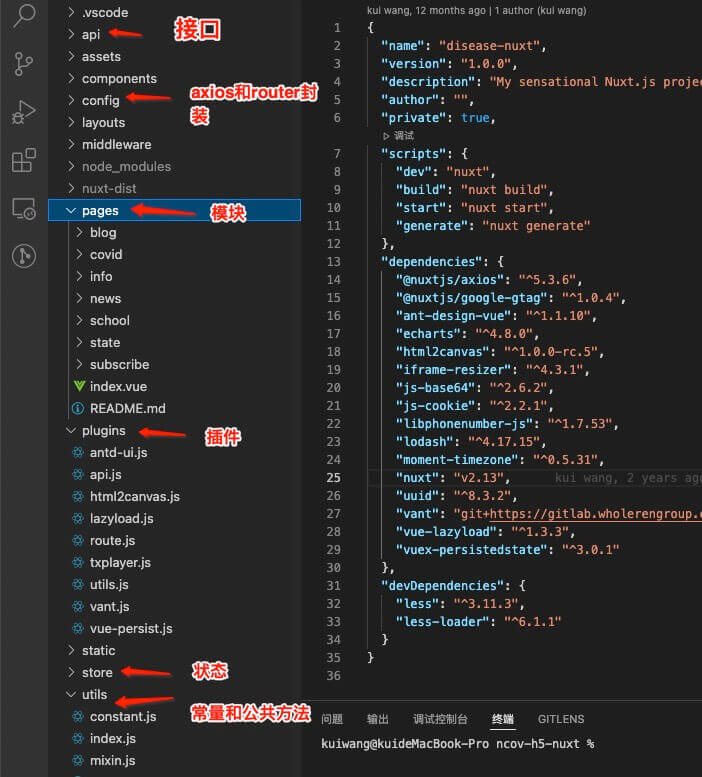 .vscode
api
接口
assets
components
config
axios和router封
装
layouts
middleware
node_modules
nuxt-dist
pages
模块
blog
covid
info
news
school
state
subscribe
index.vue
README.md
plugins
插件
antd-ui.js
api.js
html2canvas.js
lazyload.js
route.js
txplayer.js
utils.js
vant.js
vue-persist.js
static
store
状态
utils
常量和公共方法
constant.js
index.js
mixin.js
kui wang, 12 months ago | 1 author (kui wang)
1 {
2 "name": "disease-nuxt",
3 "version": "1.0.0",
4 "description": "My sensational Nuxt.js projec
5 "author": "",
6 "private": true,
调试
7 "scripts": {
8 "dev": "nuxt",
9 "build": "nuxt build",
10 "start": "nuxt start",
11 "generate": "nuxt generate"
12 },
13 "dependencies": {
14 "@nuxtjs/axios": "^5.3.6",
15 "@nuxtjs/google-gtag": "^1.0.4",
16 "ant-design-vue": "^1.1.10",
17 "echarts": "^4.8.0",
18 "html2canvas": "^1.0.0-rc.5",
19 "iframe-resizer": "^4.3.1",
20 "js-base64": "^2.6.2",
21 "js-cookie": "^2.2.1",
22 "libphonenumber-js": "^1.7.53",
23 "lodash": "^4.17.15",
24 "moment-timezone": "^0.5.31",
25 "nuxt": "v2.13", kui wang, 2 years ago
26 "uuid": "^8.3.2",
27 "vant": "git+https://gitlab.wholerengroup.c
28 "vue-lazyload": "^1.3.3",
29 "vuex-persistedstate": "^3.0.1"
30 },
31 "devDependencies": {
32 "less": "^3.11.3",
33 "less-loader": "^6.1.1"
34 }
35 }
36
问题 输出 调试控制台 终端 GITLENS
kuiwang@kuideMacBook-Pro ncov-h5-nuxt %